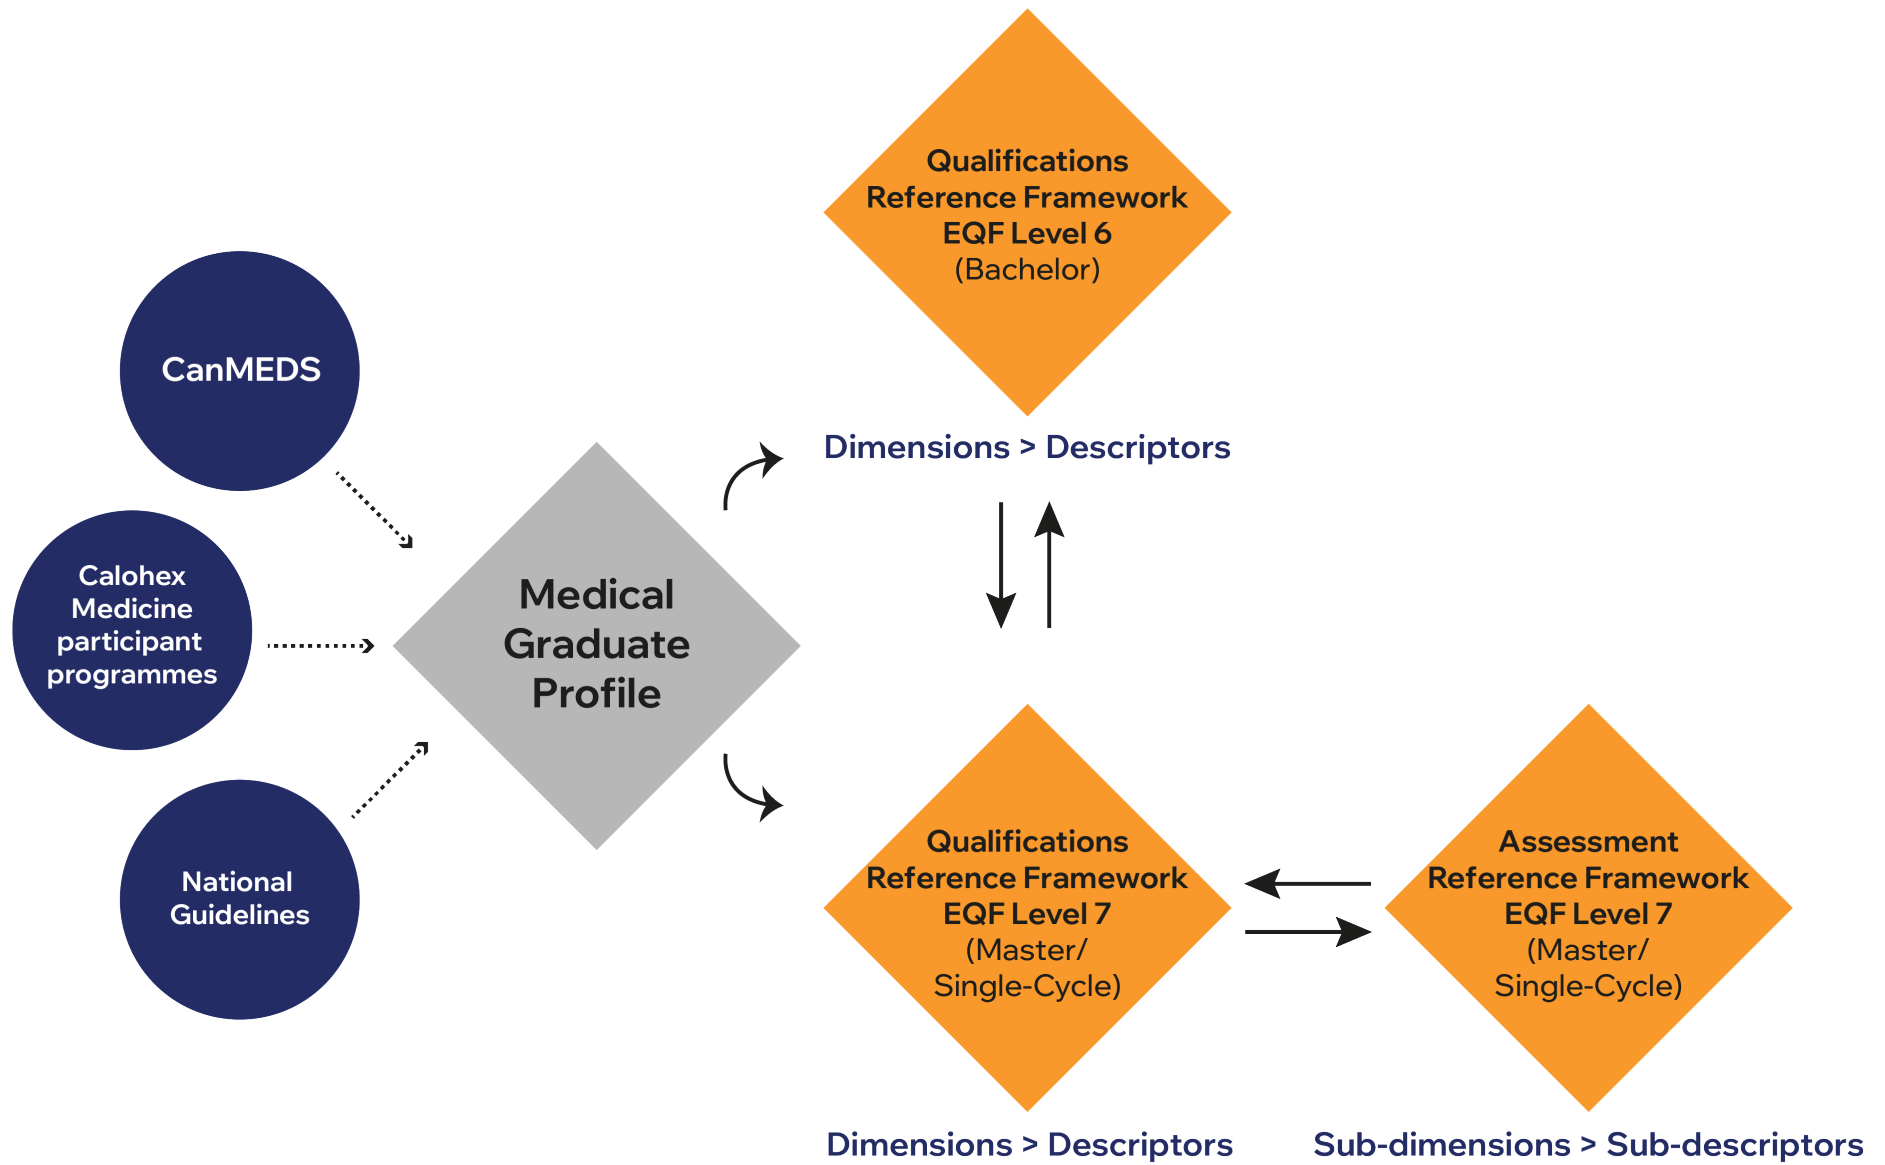 Qualifications
Reference Framework
EQF Level 6
(Bachelor)
Dimensions > Descriptors
CanMEDS
Calohex
Medicine
participant
programmes
National
Guidelines
Medical
Graduate
Profile
Qualifications
Reference Framework
EQF Level 7
(Master/
Single-Cycle)
Dimensions > Descriptors
Assessment
Reference Framework
EQF Level 7
(Master/
Single-Cycle)
Sub-dimensions > Sub-descriptors